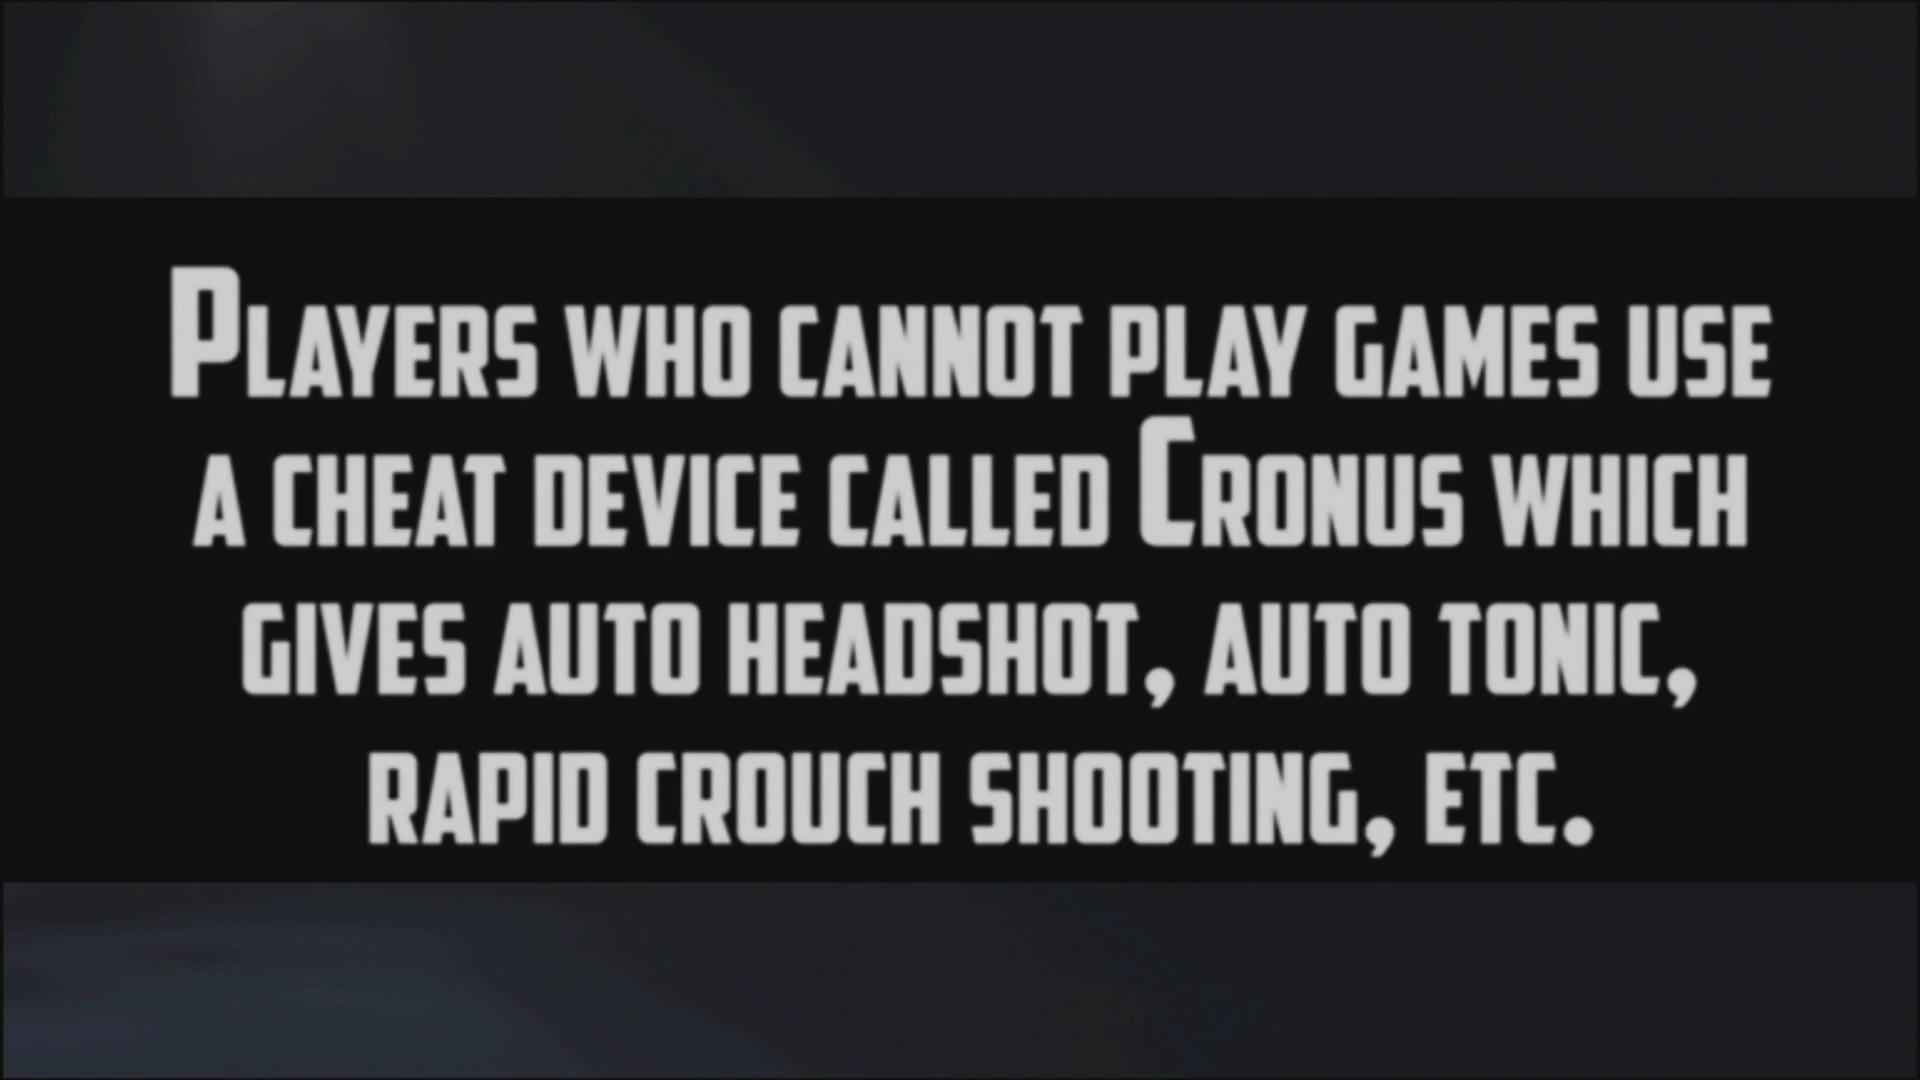 Players who cannot play games use
a cheat device called Cronus which
gives auto headshot, auto tonic,
rapid crouch shooting, etc.